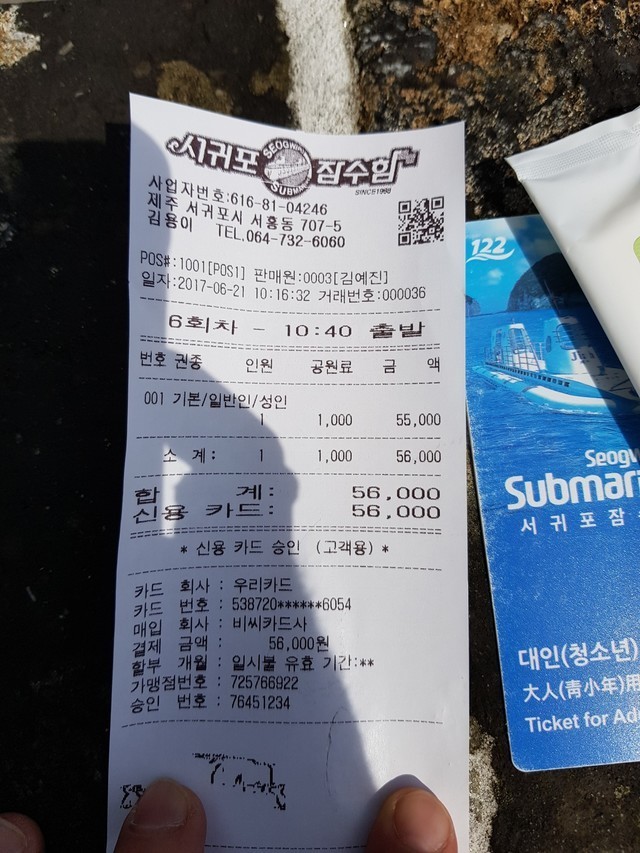 서귀포 SEOGWIPO SUBMARINE 잠수함
SINCE1988
사업자번호:616-81-04246
제주 서귀포시 서홍동 707-5
김용이 TEL.064-732-6060
POS#:1001[POS1] 판매원:0003[김예진]
일자:2017-06-21 10:16:32 거래번호:000036
6회차 - 10:40 출발
번호 권종 인원 공원료 금 액
001 기본/일반인/성인
1 1,000 55,000
소 계: 1 1,000 56,000
합 계: 56,000
신용 카드: 56,000
* 신용 카드 승인 (고객용) *
카드 회사 : 우리카드
카드 번호 : 538720******6054
매입 회사 : 비씨카드사
결제 금액 : 56,000원
할부 개월 : 일시불 유효 기간:**
가맹점번호 : 725766922
승인 번호 : 76451234
122
Seogw
Submari
서귀포잠
대인(청소년)
大人(靑小年)用
Ticket for Ad